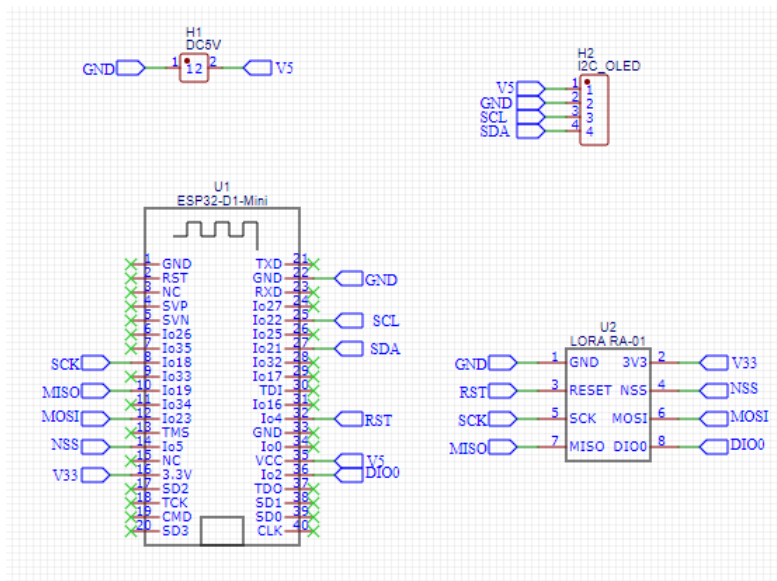 H1
DC5V
GND 1 12 2 V5
H2
I2C_OLED
V5 1 1
GND 2 2
SCL 3 3
SDA 4 4
U1
ESP32-D1-Mini
1 GND TXD 21
2 RST GND 22 GND
3 NC RXD 23
4 SVP Io27 24
5 SVN Io22 25 SCL
6 Io26 Io25 26
7 Io35 Io21 27 SDA
SCK 8 Io18 Io32 28
9 Io33 Io17 29
MISO 10 Io19 TDI 30
11 Io34 Io16 31
MOSI 12 Io23 Io4 32 RST
13 TMS GND 33
NSS 14 Io5 Io0 34
15 NC VCC 35 V5
V33 16 3.3V Io2 36 DIO0
17 SD2 TDO 37
18 TCK SD1 38
19 CMD SD0 39
20 SD3 CLK 40
U2
LORA RA-01
GND 1 GND 3V3 2 V33
RST 3 RESET NSS 4 NSS
SCK 5 SCK MOSI 6 MOSI
MISO 7 MISO DIO0 8 DIO0